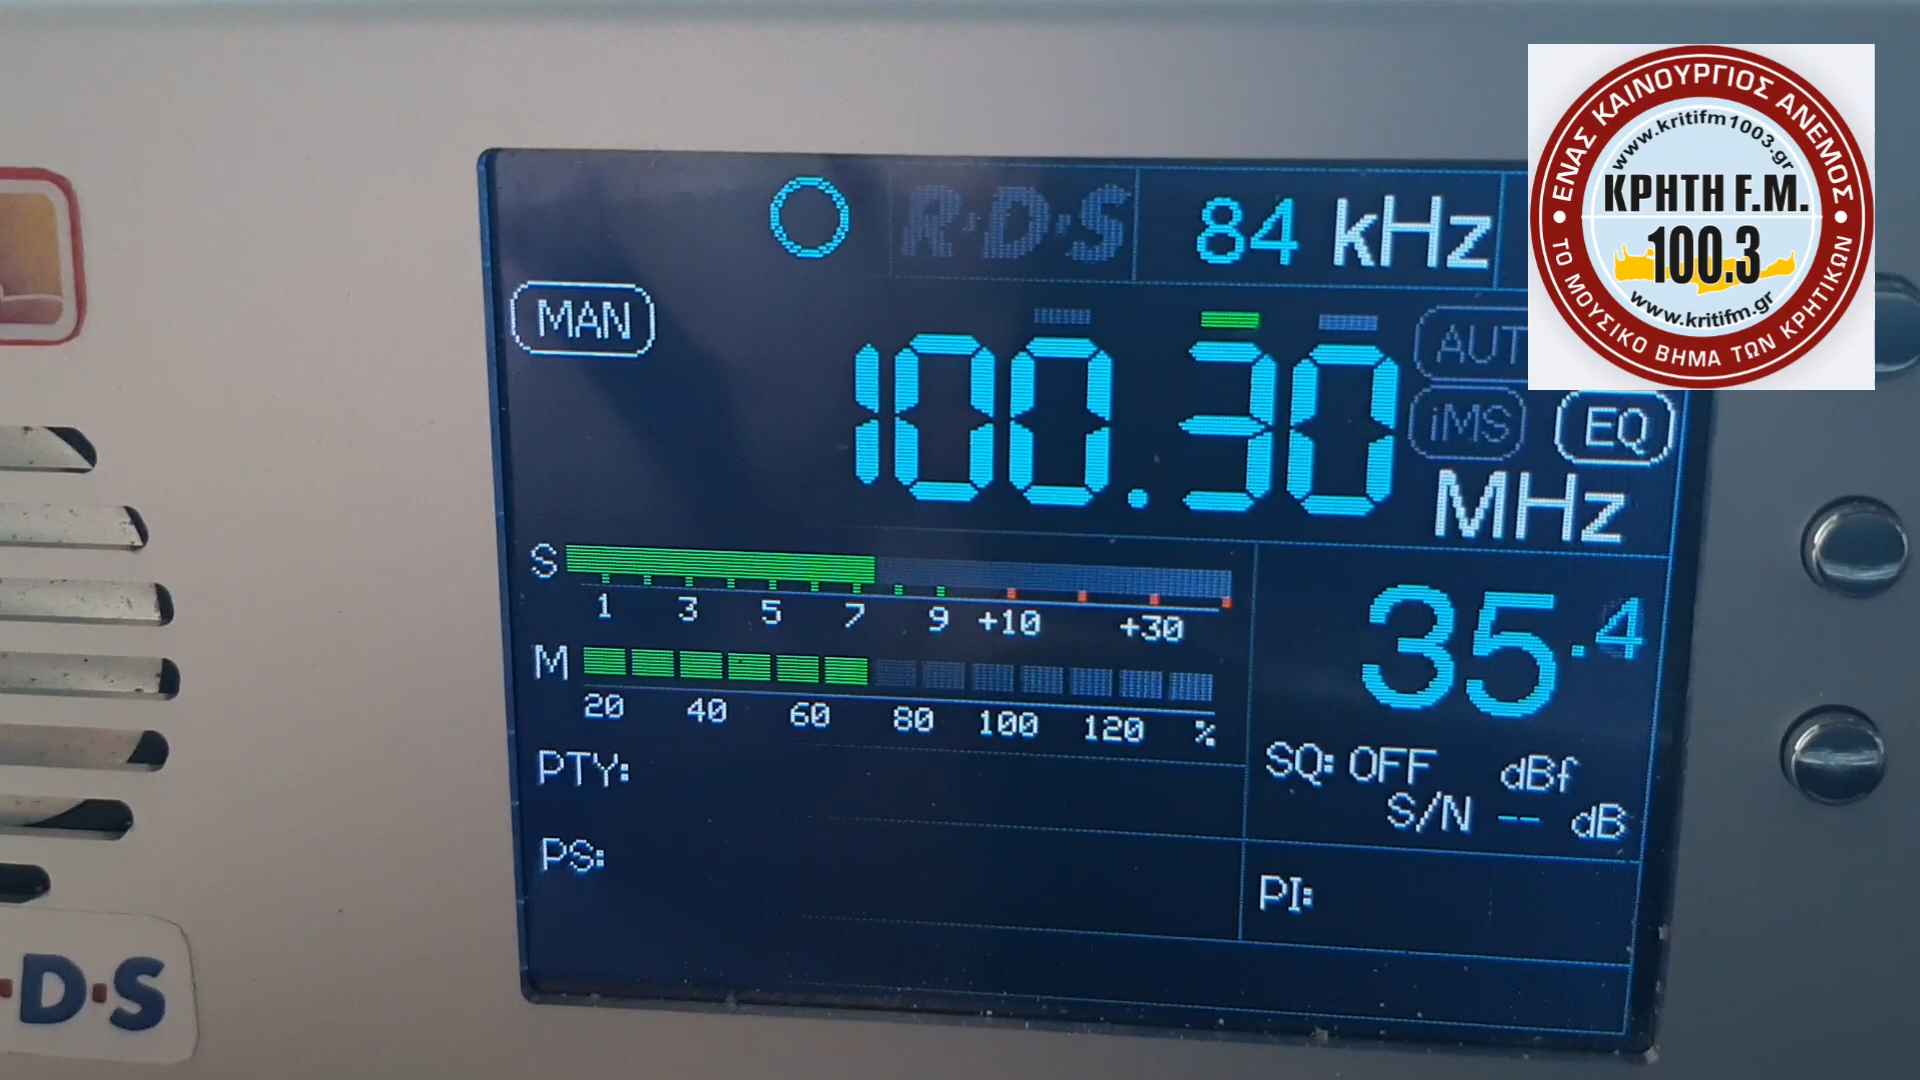 R·D·S
84 kHz
MAN
100.30
AUT
iMS
EQ
MHz
S
1 3 5 7 9 +10 +30
M
20 40 60 80 100 120 %
35.4
SQ: OFF dBf
S/N -- dB
PTY:
PS:
PI:
·D·S
• ΕΝΑΣ ΚΑΙΝΟΥΡΓΙΟΣ ΑΝΕΜΟΣ •
www.kritifm1003.gr
ΚΡΗΤΗ F.M.
100.3
www.kritifm.gr
ΤΟ ΜΟΥΣΙΚΟ ΒΗΜΑ ΤΩΝ ΚΡΗΤΙΚΩΝ